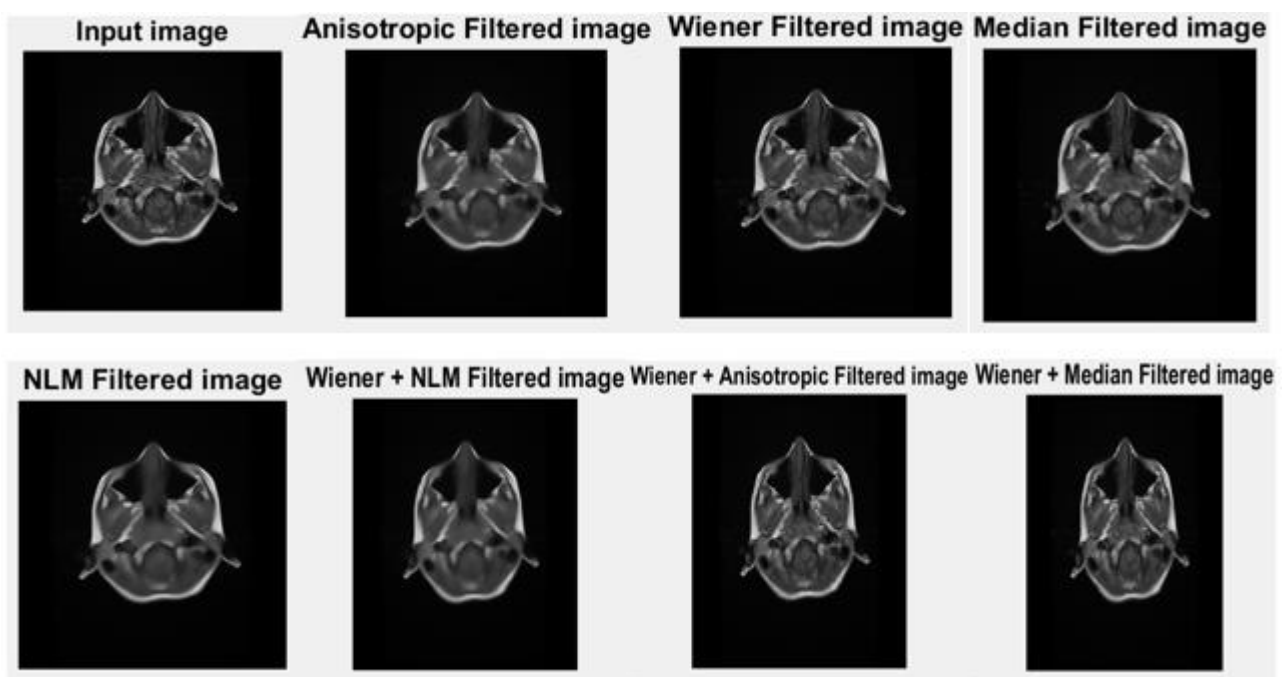 Input image
Anisotropic Filtered image
Wiener Filtered image
Median Filtered image
NLM Filtered image
Wiener + NLM Filtered image
Wiener + Anisotropic Filtered image
Wiener + Median Filtered image